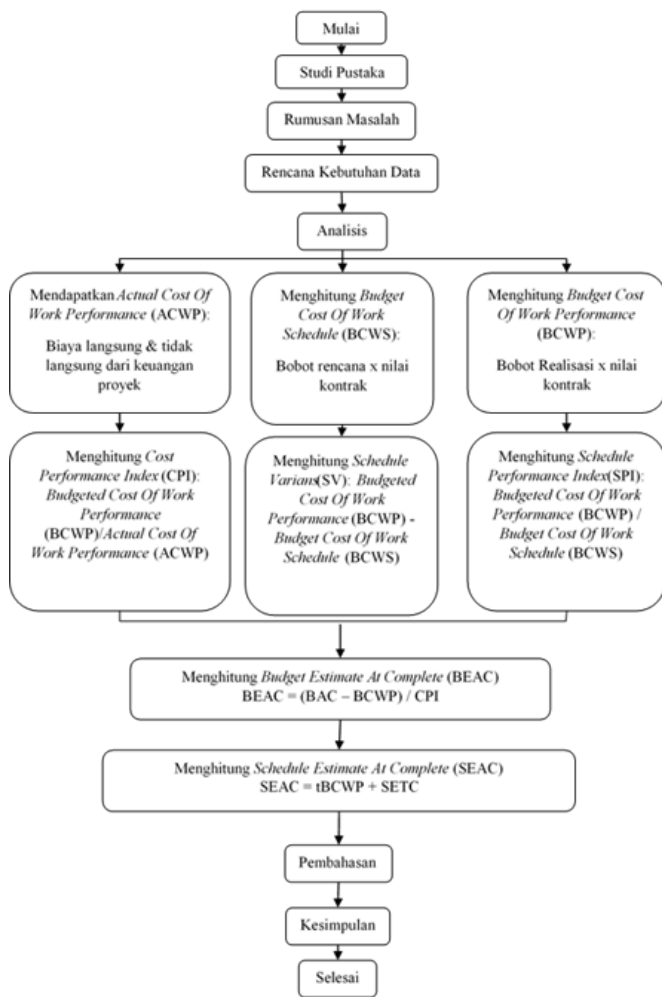 Mulai
Studi Pustaka
Rumusan Masalah
Rencana Kebutuhan Data
Analisis
Mendapatkan Actual Cost Of
Work Performance (ACWP):
Biaya langsung & tidak
langsung dari keuangan
proyek
Menghitung Budget
Cost Of Work
Schedule (BCWS):
Bobot rencana x nilai
kontrak
Menghitung Budget Cost
Of Work Performance
(BCWP):
Bobot Realisasi x nilai
kontrak
Menghitung Cost
Performance Index (CPI):
Budgeted Cost Of Work
Performance
(BCWP)/Actual Cost Of
Work Performance (ACWP)
Menghitung Schedule
Varians(SV): Budgeted
Cost Of Work
Performance (BCWP) -
Budget Cost Of Work
Schedule (BCWS)
Menghitung Schedule
Performance Index(SPI):
Budgeted Cost Of Work
Performance (BCWP) /
Budget Cost Of Work
Schedule (BCWS)
Menghitung Budget Estimate At Complete (BEAC)
BEAC = (BAC – BCWP) / CPI
Menghitung Schedule Estimate At Complete (SEAC)
SEAC = tBCWP + SETC
Pembahasan
Kesimpulan
Selesai